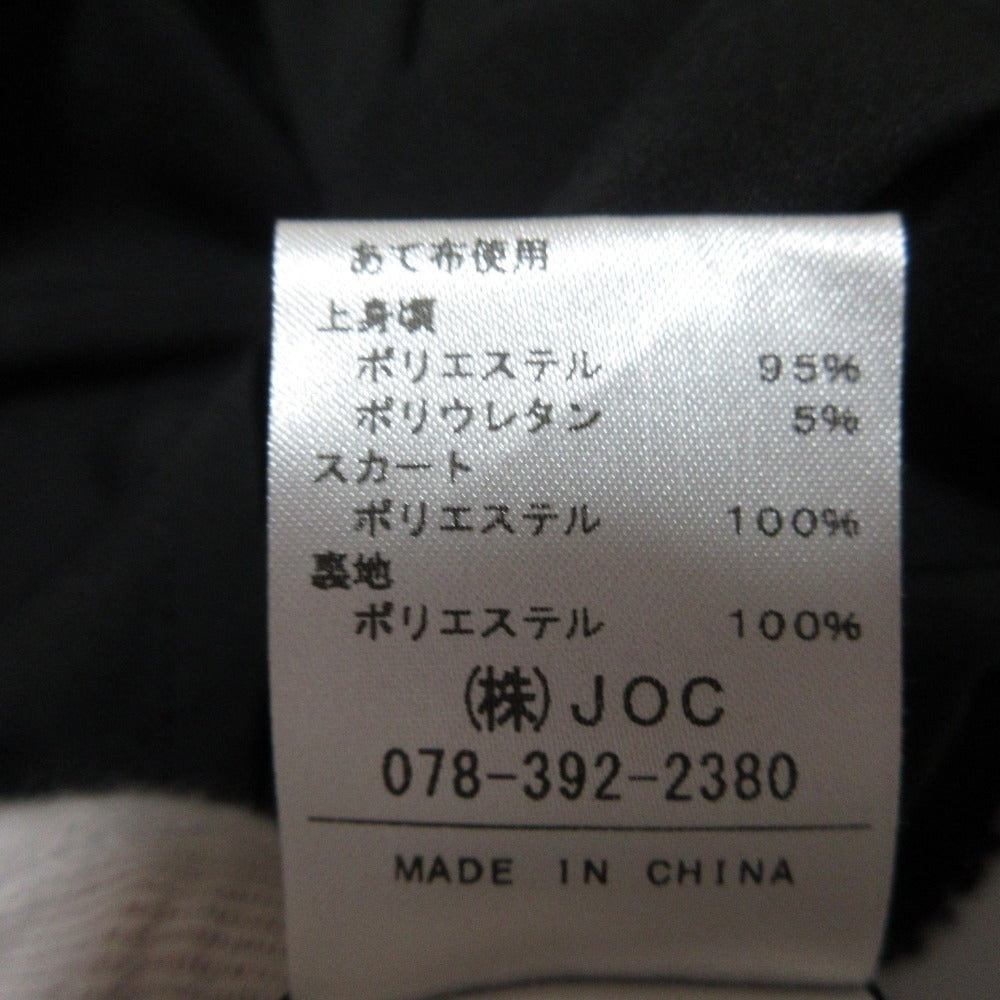 あて布使用
上身頃
ポリエステル 95%
ポリウレタン 5%
スカート
ポリエステル 100%
裏地
ポリエステル 100%
(株)JOC
078-392-2380
MADE IN CHINA